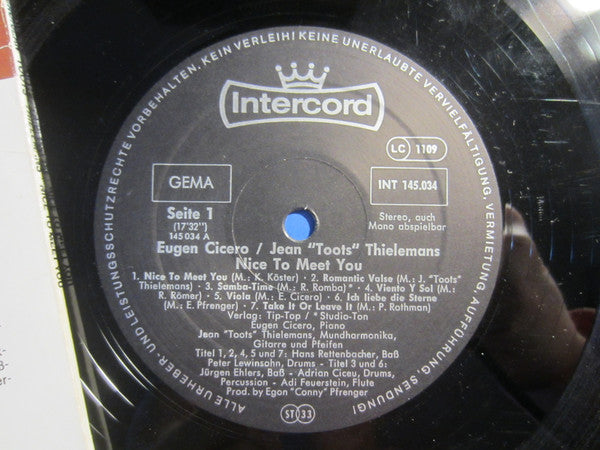 ALLE URHEBER- UND LEISTUNGSSCHUTZRECHTE VORBEHALTEN. KEIN VERLEIH! KEINE UNERLAUBTE VERVIELFÄLTIGUNG, VERMIETUNG, AUFFÜHRUNG, SENDUNG!
Intercord
LC 1109
GEMA
INT 145.034
Seite 1
(17'32'')
145 034 A
Stereo, auch
Mono abspielbar
Eugen Cicero / Jean "Toots" Thielemans
Nice To Meet You
1. Nice To Meet You (M.: K. Köster) · 2. Romantic Valse (M.: J. "Toots"
Thielemans) · 3. Samba-Time (M.: R. Romba)* · 4. Viento Y Sol (M.:
R. Römer) · 5. Viola (M.: E. Cicero) · 6. Ich liebe die Sterne
(M.: E. Pfrenger) · 7. Take It Or Leave It (M.: P. Rothman)
Verlag: Tip-Top / *Studio-Ton
Eugen Cicero, Piano
Jean "Toots" Thielemans, Mundharmonika,
Gitarre und Pfeifen
Titel 1, 2, 4, 5 und 7: Hans Rettenbacher, Baß
Peter Lewinsohn, Drums - Titel 3 und 6:
Jürgen Ehlers, Baß - Adrian Ciceu, Drums,
Percussion - Adi Feuerstein, Flute
Prod. by Egon "Conny" Pfrenger
ST 33